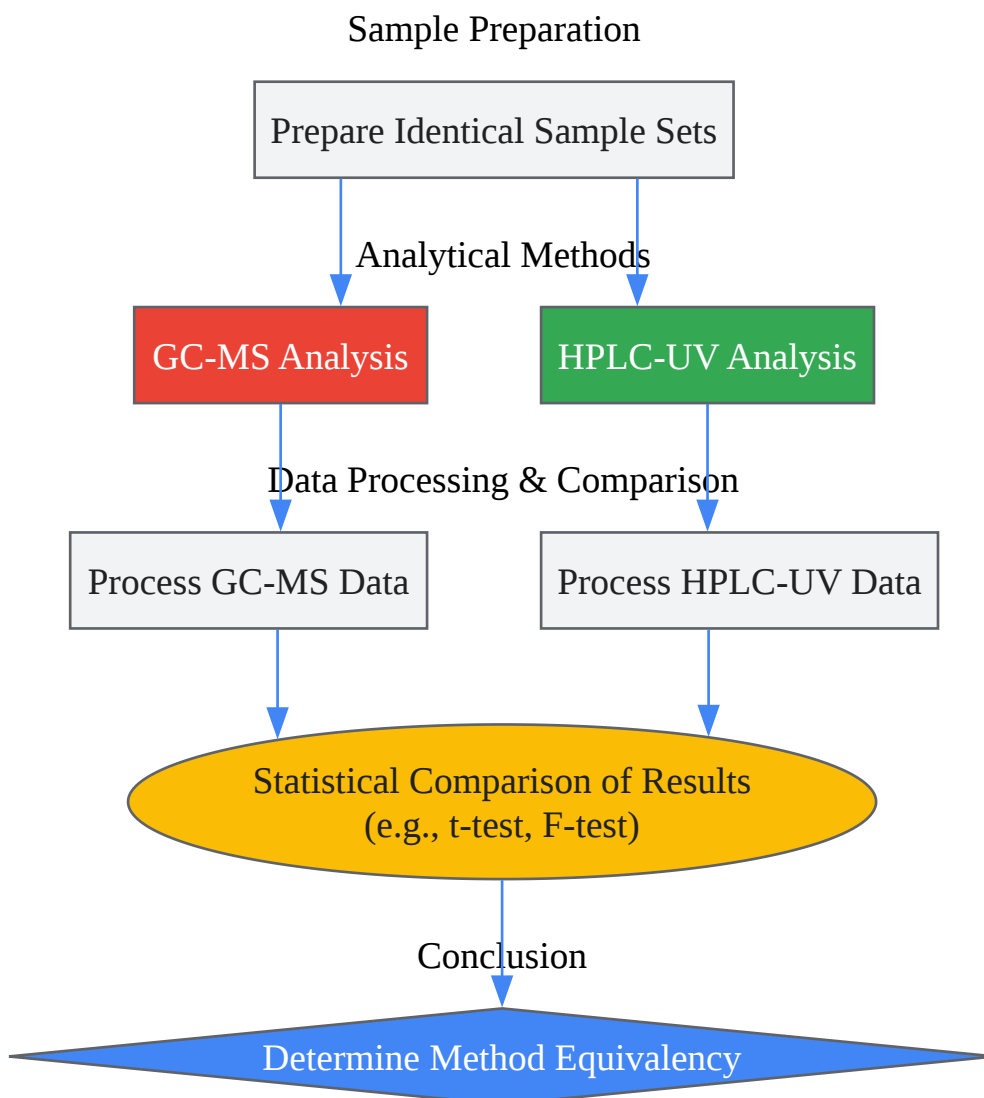 Sample Preparation
Prepare Identical Sample Sets
Analytical Methods
GC-MS Analysis
HPLC-UV Analysis
Data Processing & Comparison
Process GC-MS Data
Process HPLC-UV Data
Statistical Comparison of Results
(e.g., t-test, F-test)
Conclusion
Determine Method Equivalency